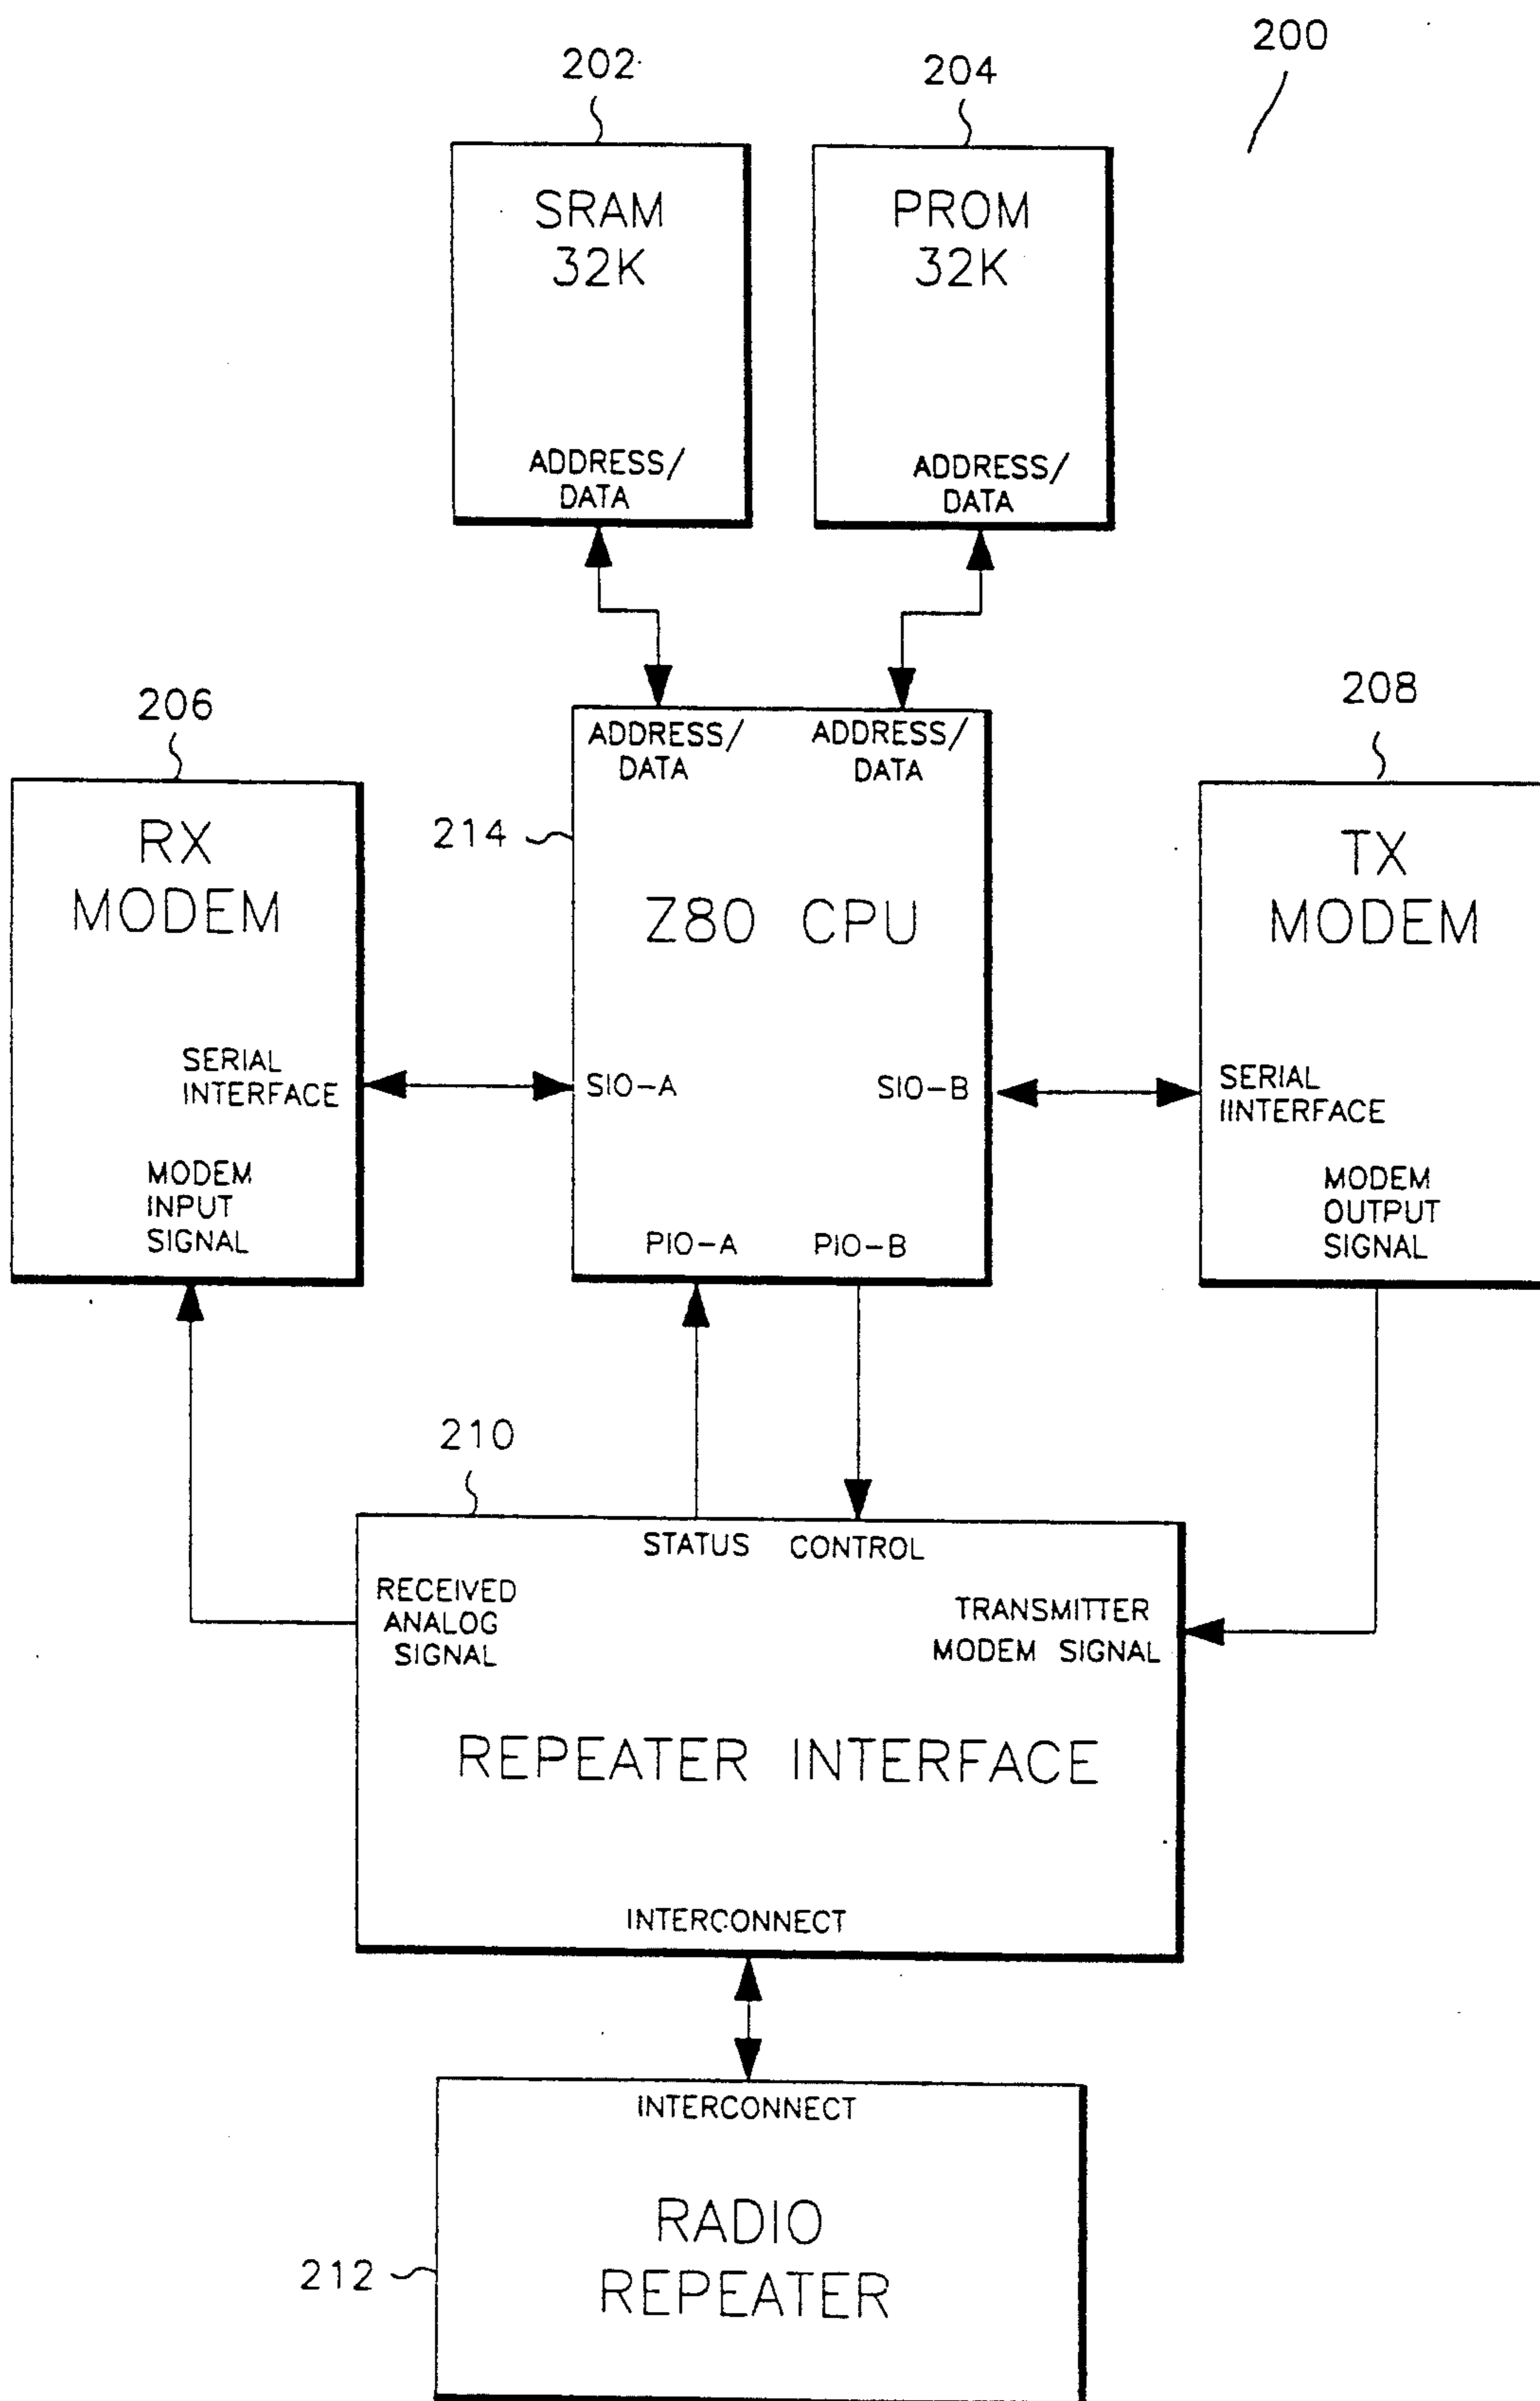 200
202
204
SRAM
32K
ADDRESS/
DATA
PROM
32K
ADDRESS/
DATA
206
RX
MODEM
SERIAL
INTERFACE
MODEM
INPUT
SIGNAL
214
ADDRESS/
DATA
ADDRESS/
DATA
Z80 CPU
SIO-A
SIO-B
PIO-A
PIO-B
208
TX
MODEM
SERIAL
IINTERFACE
MODEM
OUTPUT
SIGNAL
210
STATUS
CONTROL
RECEIVED
ANALOG
SIGNAL
TRANSMITTER
MODEM SIGNAL
REPEATER INTERFACE
INTERCONNECT
INTERCONNECT
212
RADIO
REPEATER